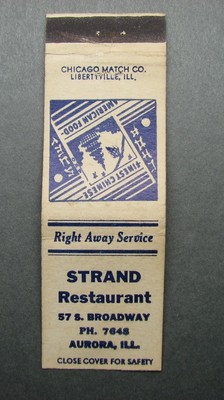 CHICAGO MATCH CO.
LIBERTYVILLE, ILL.
AMERICAN FOOD
FINEST CHINESE
Right Away Service
STRAND
Restaurant
57 S. BROADWAY
PH. 7648
AURORA, ILL.
CLOSE COVER FOR SAFETY